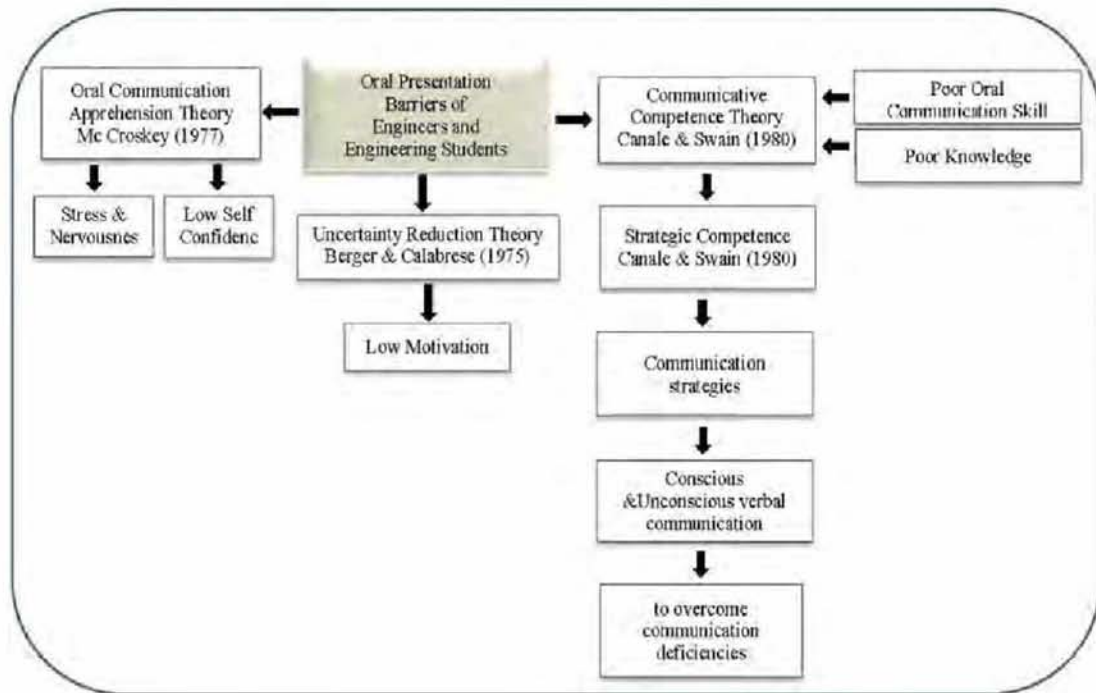 Oral Communication
Apprehension Theory
Mc Croskey (1977)
Oral Presentation
Barriers of
Engineers and
Engineering Students
Communicative
Competence Theory
Canale & Swain (1980)
Poor Oral
Communication Skill
Poor Knowledge
Stress &
Nervousnes
Low Self
Confidenc
Uncertainty Reduction Theory
Berger & Calabrese (1975)
Strategic Competence
Canale & Swain (1980)
Low Motivation
Communication
strategies
Conscious
&Unconscious verbal
communication
to overcome
communication
deficiencies